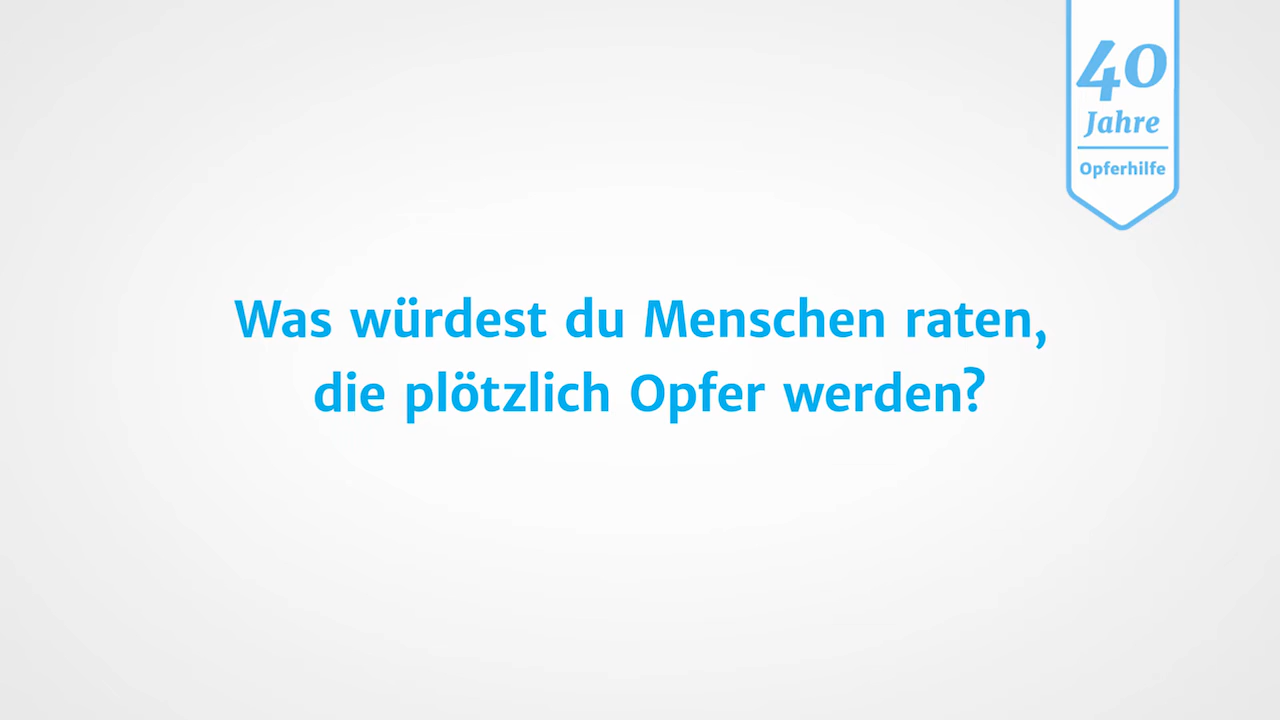 40
Jahre
Opferhilfe
Was würdest du Menschen raten,
die plötzlich Opfer werden?